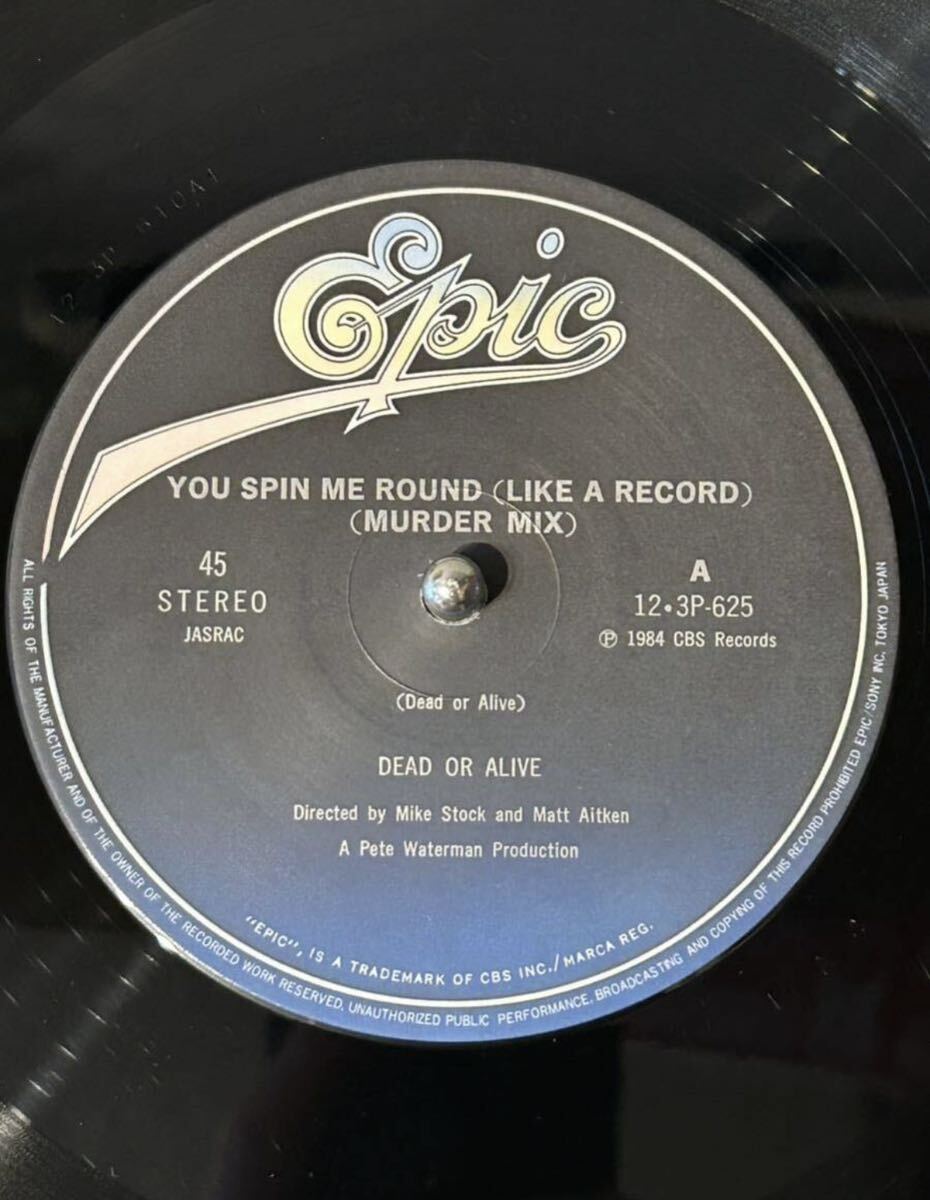 Epic
YOU SPIN ME ROUND (LIKE A RECORD)
(MURDER MIX)
45
STEREO
JASRAC
A
12•3P-625
Ⓟ 1984 CBS Records
(Dead or Alive)
DEAD OR ALIVE
Directed by Mike Stock and Matt Aitken
A Pete Waterman Production
"EPIC", IS A TRADEMARK OF CBS INC./MARCA REG.
ALL RIGHTS OF THE MANUFACTURER AND OF THE OWNER OF THE RECORDED WORK RESERVED, UNAUTHORIZED PUBLIC PERFORMANCE, BROADCASTING AND COPYING OF THIS RECORD PROHIBITED EPIC/SONY INC. TOKYO JAPAN